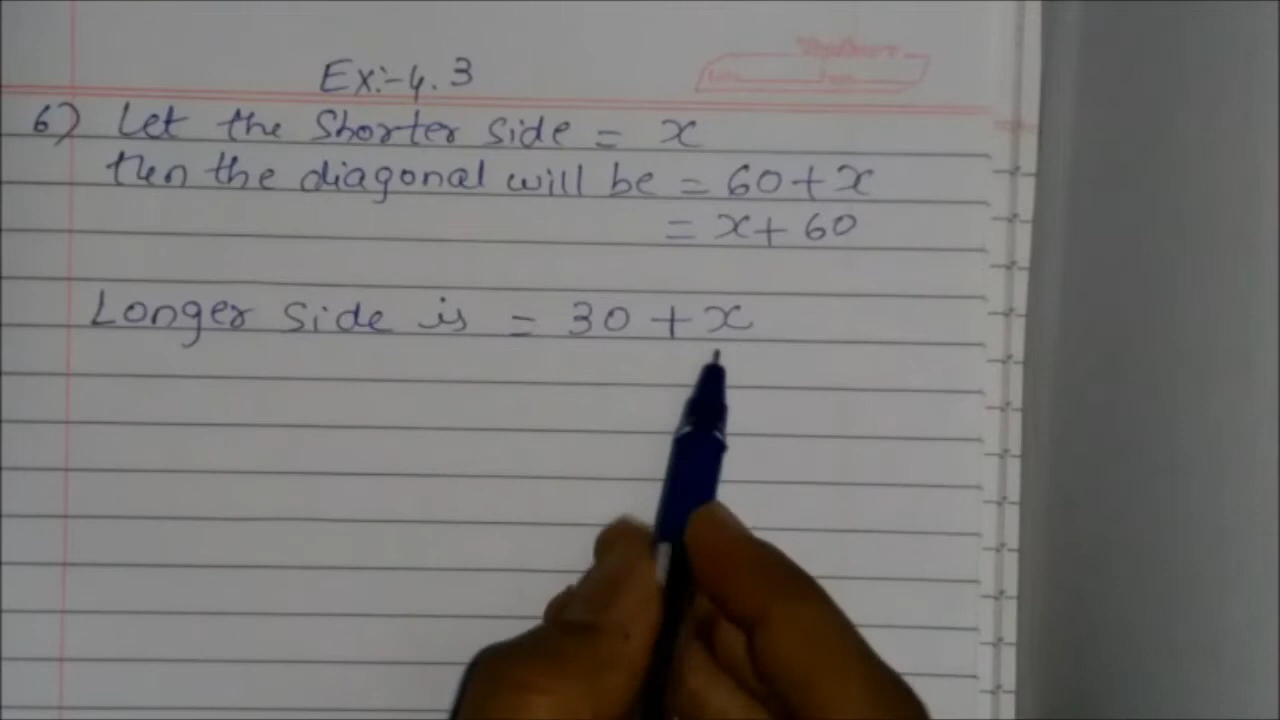 Ex:- 4.3
6) Let the Shorter side = x
then the diagonal will be = 60 + x
= x + 60
Longer side is = 30 + x